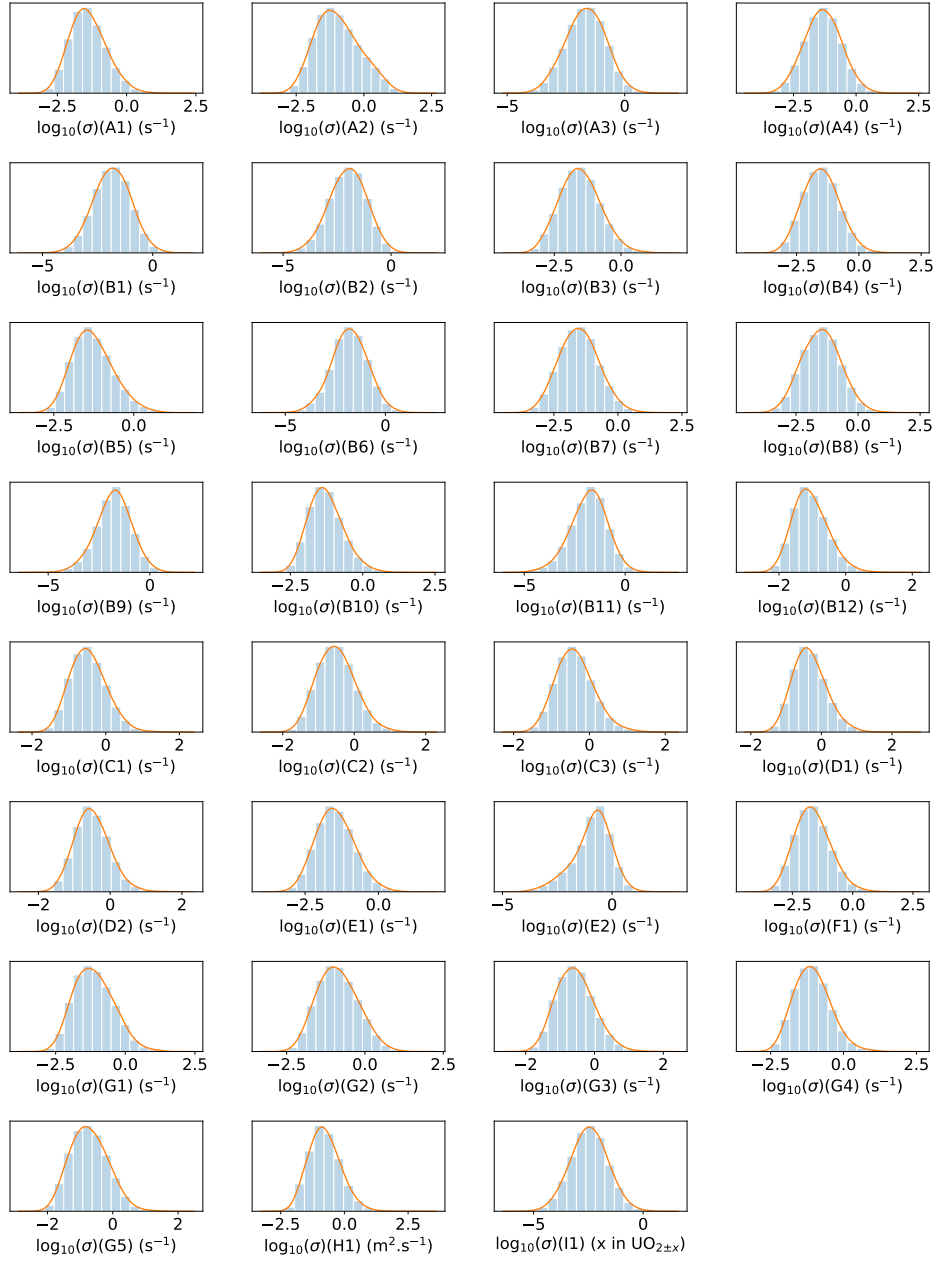 −2.5 0.0 2.5 −2.5 0.0 2.5 −5 0 −2.5 0.0 2.5
log₁₀(σ)(A1) (s⁻¹) log₁₀(σ)(A2) (s⁻¹) log₁₀(σ)(A3) (s⁻¹) log₁₀(σ)(A4) (s⁻¹)
−5 0 −5 0 −2.5 0.0 −2.5 0.0 2.5
log₁₀(σ)(B1) (s⁻¹) log₁₀(σ)(B2) (s⁻¹) log₁₀(σ)(B3) (s⁻¹) log₁₀(σ)(B4) (s⁻¹)
−2.5 0.0 −5 0 −2.5 0.0 2.5 −2.5 0.0 2.5
log₁₀(σ)(B5) (s⁻¹) log₁₀(σ)(B6) (s⁻¹) log₁₀(σ)(B7) (s⁻¹) log₁₀(σ)(B8) (s⁻¹)
−5 0 −2.5 0.0 2.5 −5 0 −2 0 2
log₁₀(σ)(B9) (s⁻¹) log₁₀(σ)(B10) (s⁻¹) log₁₀(σ)(B11) (s⁻¹) log₁₀(σ)(B12) (s⁻¹)
−2 0 2 −2 0 2 −2 0 2 −2 0 2
log₁₀(σ)(C1) (s⁻¹) log₁₀(σ)(C2) (s⁻¹) log₁₀(σ)(C3) (s⁻¹) log₁₀(σ)(D1) (s⁻¹)
−2 0 2 −2.5 0.0 −5 0 −2.5 0.0 2.5
log₁₀(σ)(D2) (s⁻¹) log₁₀(σ)(E1) (s⁻¹) log₁₀(σ)(E2) (s⁻¹) log₁₀(σ)(F1) (s⁻¹)
−2.5 0.0 2.5 −2.5 0.0 2.5 −2 0 2 −2.5 0.0 2.5
log₁₀(σ)(G1) (s⁻¹) log₁₀(σ)(G2) (s⁻¹) log₁₀(σ)(G3) (s⁻¹) log₁₀(σ)(G4) (s⁻¹)
−2 0 2 −2.5 0.0 2.5 −5 0
log₁₀(σ)(G5) (s⁻¹) log₁₀(σ)(H1) (m².s⁻¹) log₁₀(σ)(I1) (x in UO₂±ₓ)